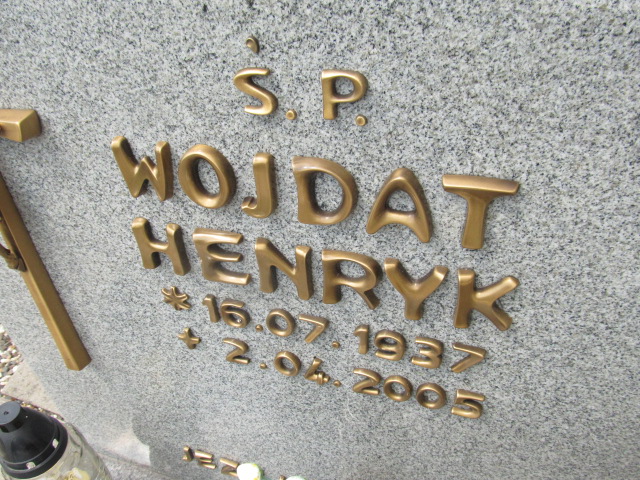 Ś.P.
WOJDAT
HENRYK
* 16.07.1937
+ 2.04.2005